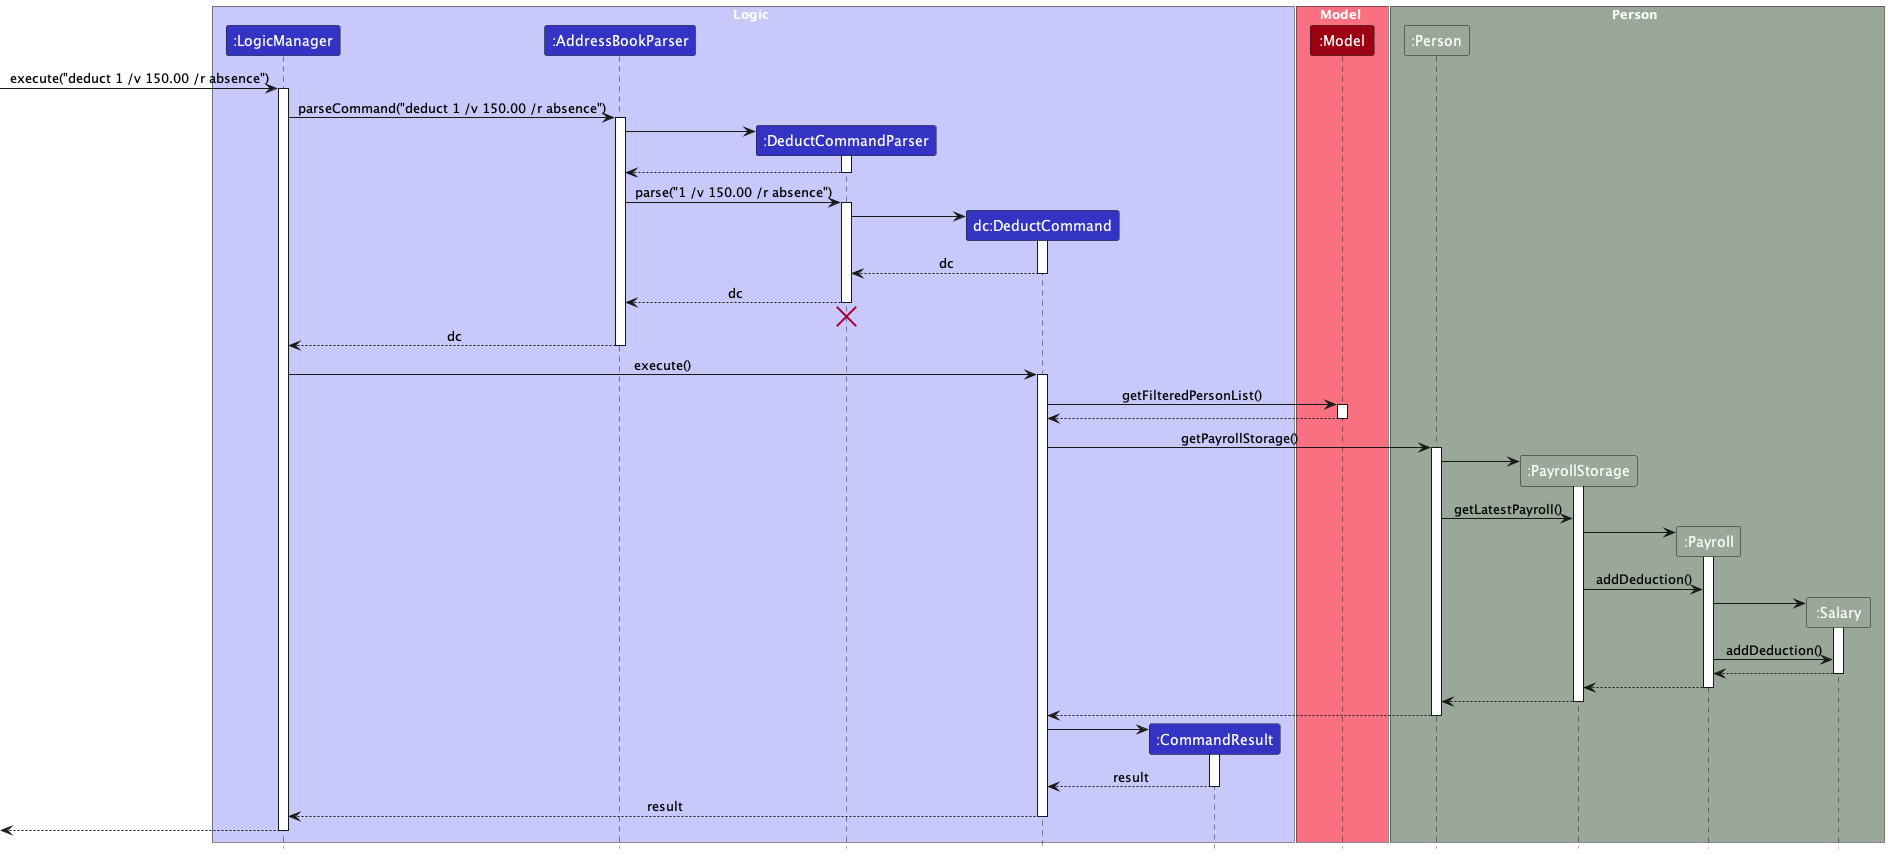 Logic
Model
Person
:LogicManager
:AddressBookParser
:Model
:Person
execute("deduct 1 /v 150.00 /r absence")
parseCommand("deduct 1 /v 150.00 /r absence")
:DeductCommandParser
parse("1 /v 150.00 /r absence")
dc:DeductCommand
dc
dc
dc
execute()
getFilteredPersonList()
getPayrollStorage()
:PayrollStorage
getLatestPayroll()
:Payroll
addDeduction()
:Salary
addDeduction()
:CommandResult
result
result